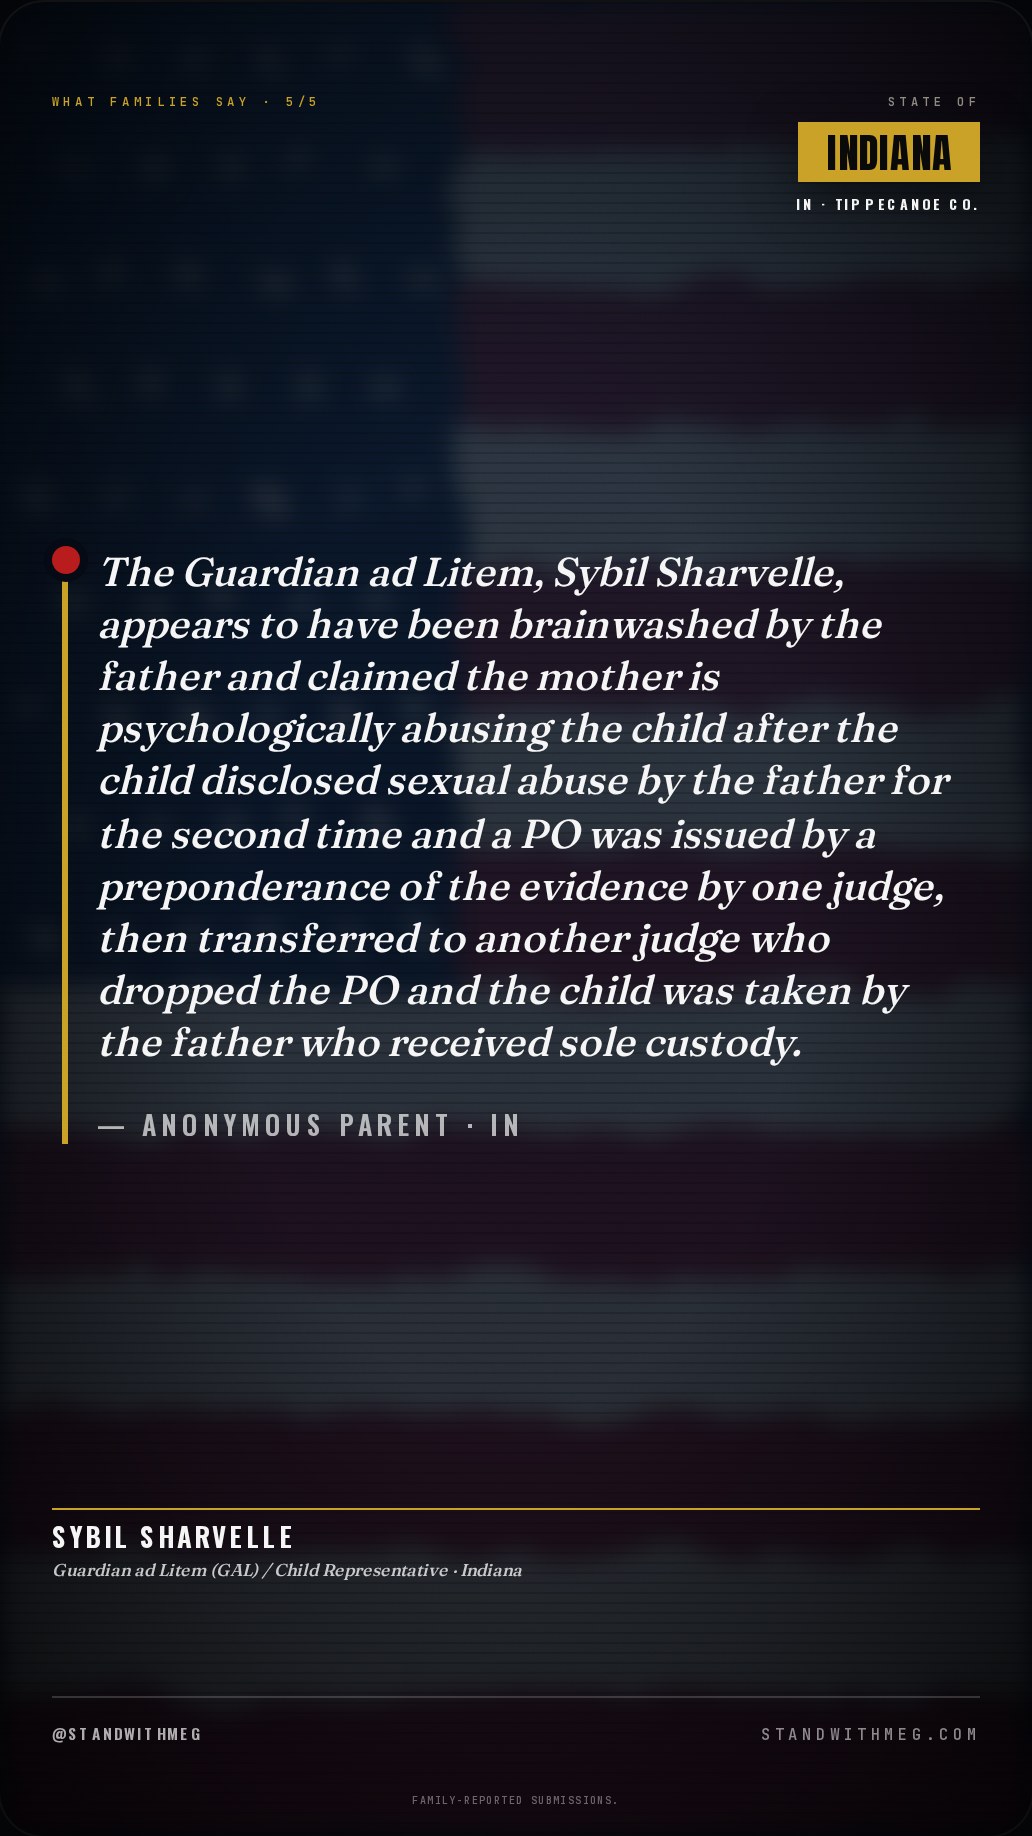 WHAT FAMILIES SAY · 5/5
STATE OF
INDIANA
IN · TIPPECANOE CO.
The Guardian ad Litem, Sybil Sharvelle,
appears to have been brainwashed by the
father and claimed the mother is
psychologically abusing the child after the
child disclosed sexual abuse by the father for
the second time and a PO was issued by a
preponderance of the evidence by one judge,
then transferred to another judge who
dropped the PO and the child was taken by
the father who received sole custody.
— ANONYMOUS PARENT · IN
SYBIL SHARVELLE
Guardian ad Litem (GAL) / Child Representative · Indiana
@STANDWITHMEG
STANDWITHMEG.COM
FAMILY-REPORTED SUBMISSIONS.